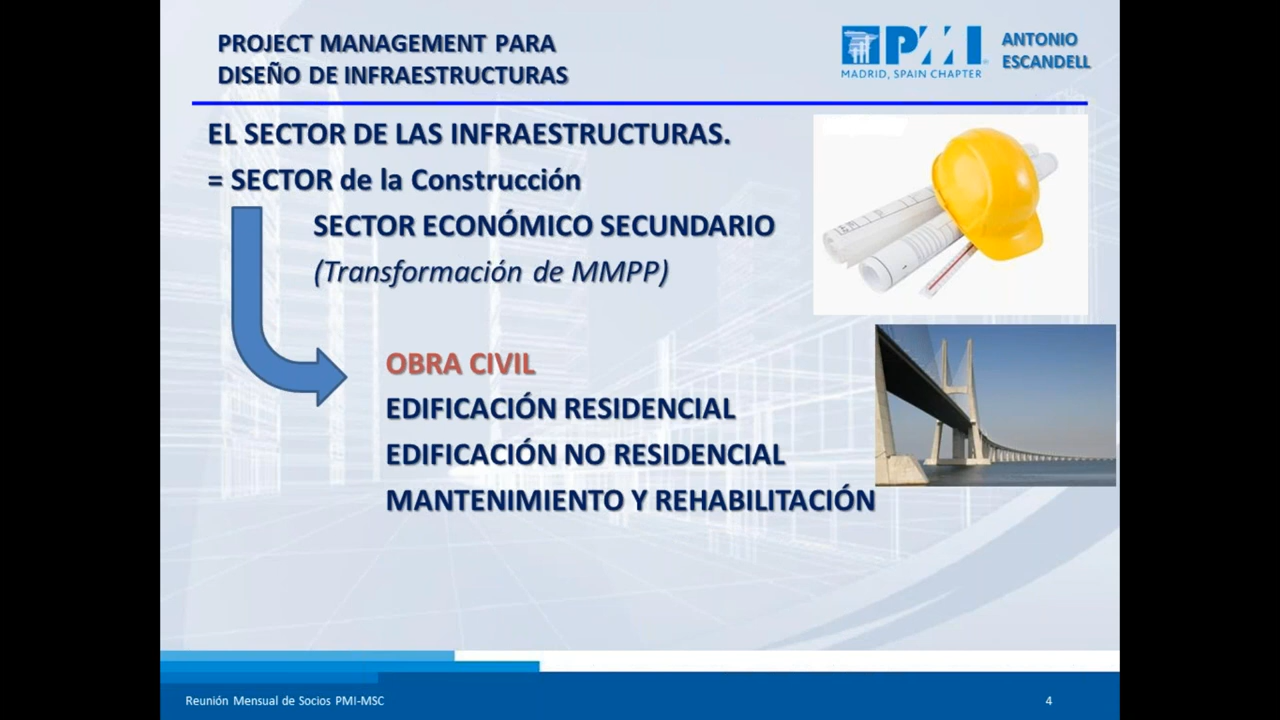 PROJECT MANAGEMENT PARA
DISEÑO DE INFRAESTRUCTURAS
PMI
MADRID, SPAIN CHAPTER
ANTONIO
ESCANDELL
EL SECTOR DE LAS INFRAESTRUCTURAS.
= SECTOR de la Construcción
SECTOR ECONÓMICO SECUNDARIO
(Transformación de MMPP)
OBRA CIVIL
EDIFICACIÓN RESIDENCIAL
EDIFICACIÓN NO RESIDENCIAL
MANTENIMIENTO Y REHABILITACIÓN
Reunión Mensual de Socios PMI-MSC
4